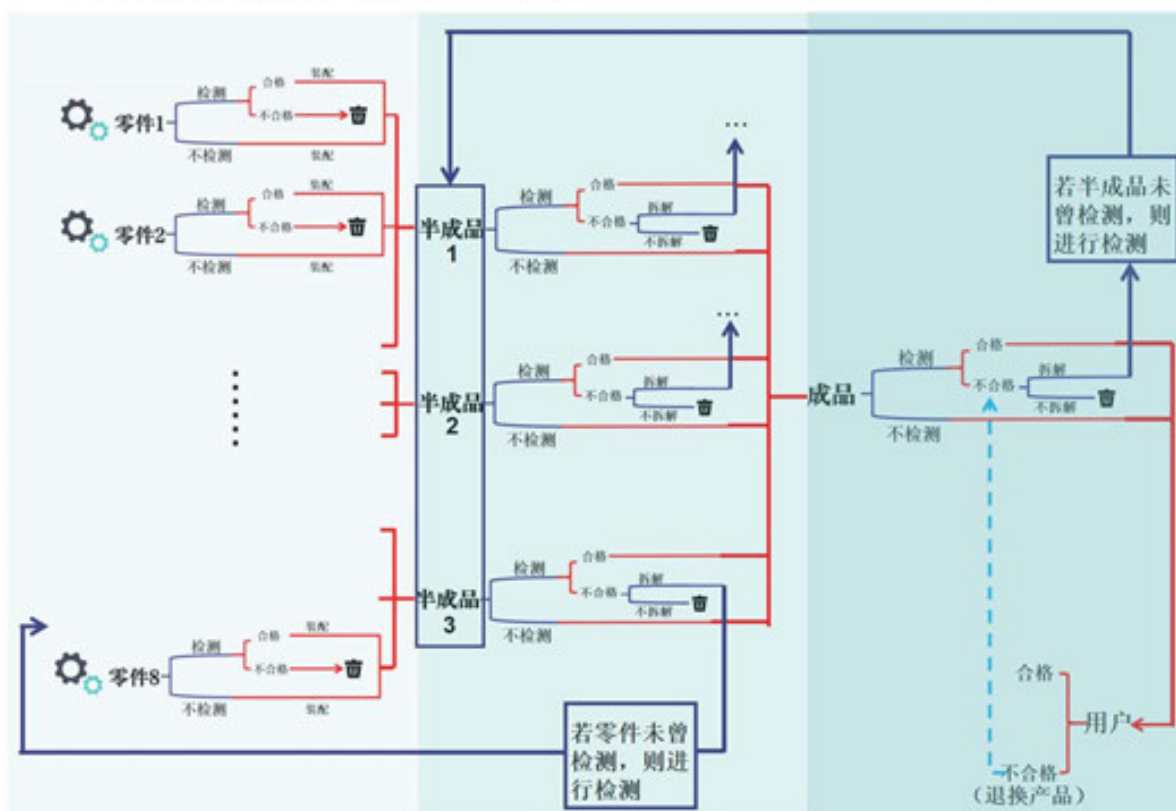 零件1
检测
合格
装配
不合格
不检测
装配
零件2
检测
合格
装配
不合格
不检测
装配
......
零件8
检测
合格
装配
不合格
不检测
装配
半成品
1
检测
合格
不合格
拆解
不拆解
不检测
...
半成品
2
检测
合格
不合格
拆解
不拆解
不检测
...
半成品
3
检测
合格
不合格
拆解
不拆解
不检测
若零件未曾
检测，则进
行检测
成品
检测
合格
不合格
拆解
不拆解
不检测
若半成品未
曾检测，则
进行检测
合格
用户
不合格
（退换产品）